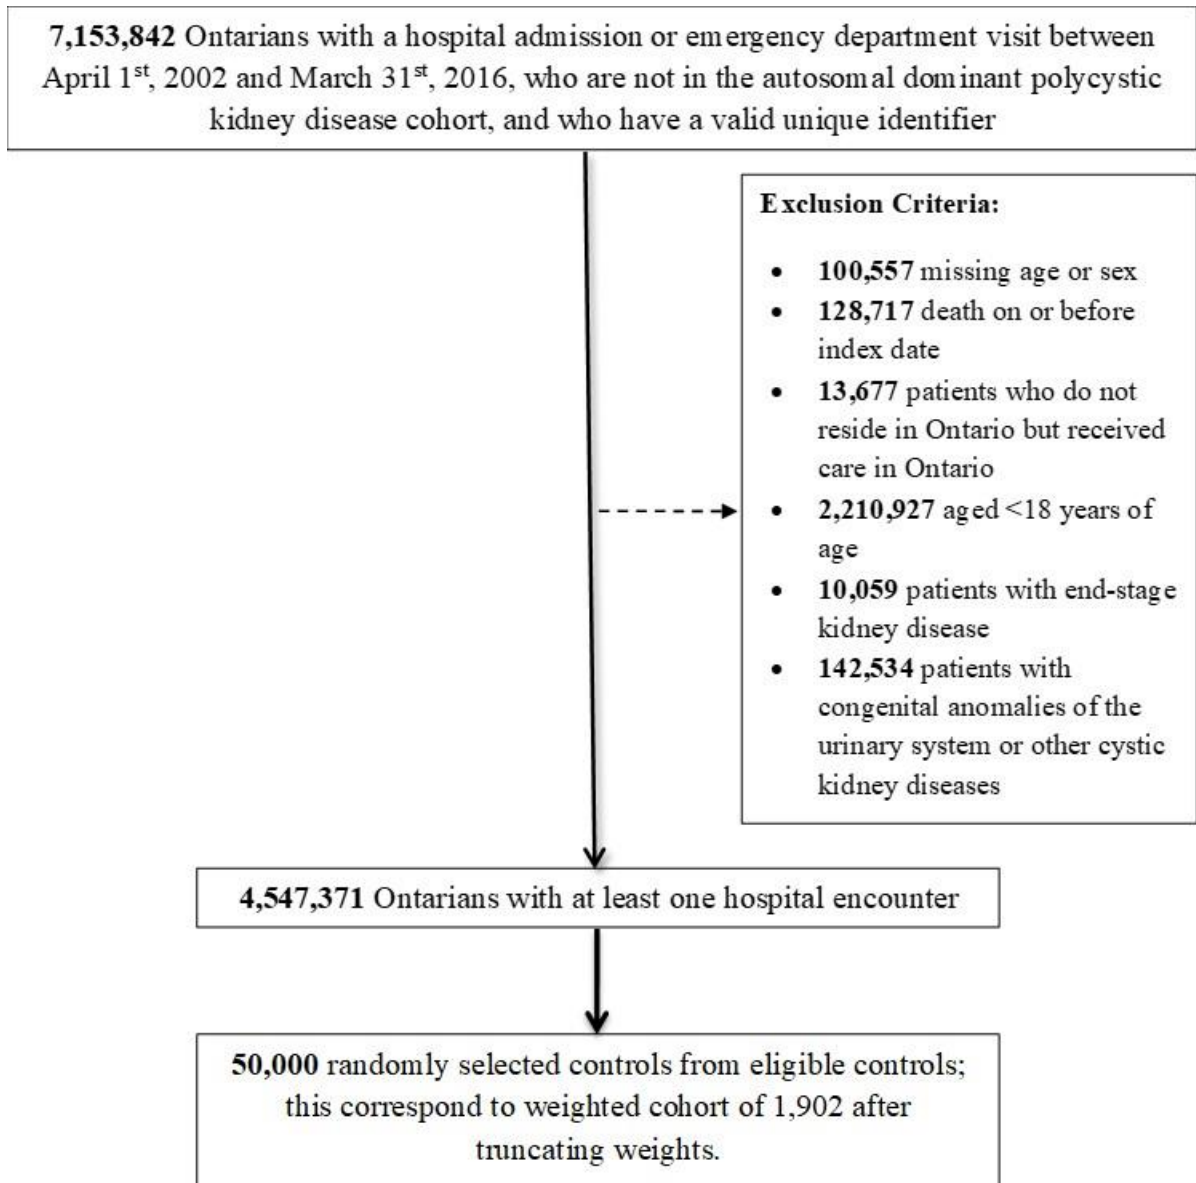 7,153,842 Ontarians with a hospital admission or emergency department visit between
April 1st, 2002 and March 31st, 2016, who are not in the autosomal dominant polycystic
kidney disease cohort, and who have a valid unique identifier
Exclusion Criteria:
• 100,557 missing age or sex
• 128,717 death on or before
index date
• 13,677 patients who do not
reside in Ontario but received
care in Ontario
• 2,210,927 aged <18 years of
age
• 10,059 patients with end-stage
kidney disease
• 142,534 patients with
congenital anomalies of the
urinary system or other cystic
kidney diseases
4,547,371 Ontarians with at least one hospital encounter
50,000 randomly selected controls from eligible controls;
this correspond to weighted cohort of 1,902 after
truncating weights.